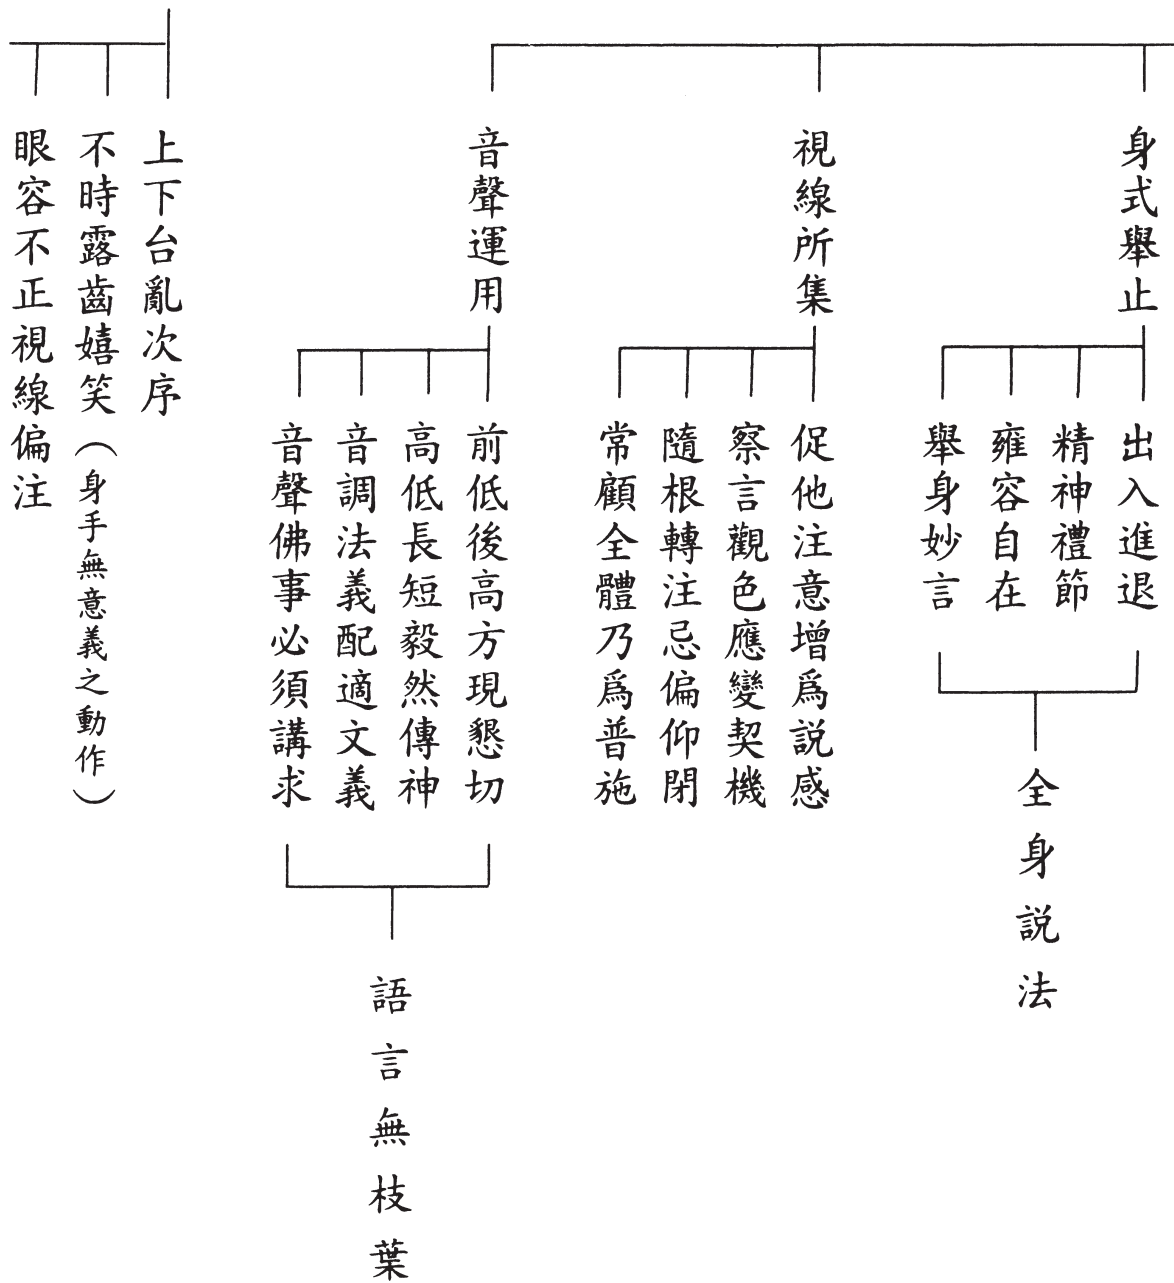 身式舉止
出入進退
精神禮節
雍容自在
舉身妙言
全身説法
視線所集
促他注意增爲説感
察言觀色應變契機
隨根轉注忌偏仰閉
常顧全體乃爲普施
音聲運用
前低後高方現懇切
高低長短毅然傳神
音調法義配適文義
音聲佛事必須講求
語言無枝葉
上下台亂次序
不時露齒嬉笑（身手無意義之動作）
眼容不正視線偏注